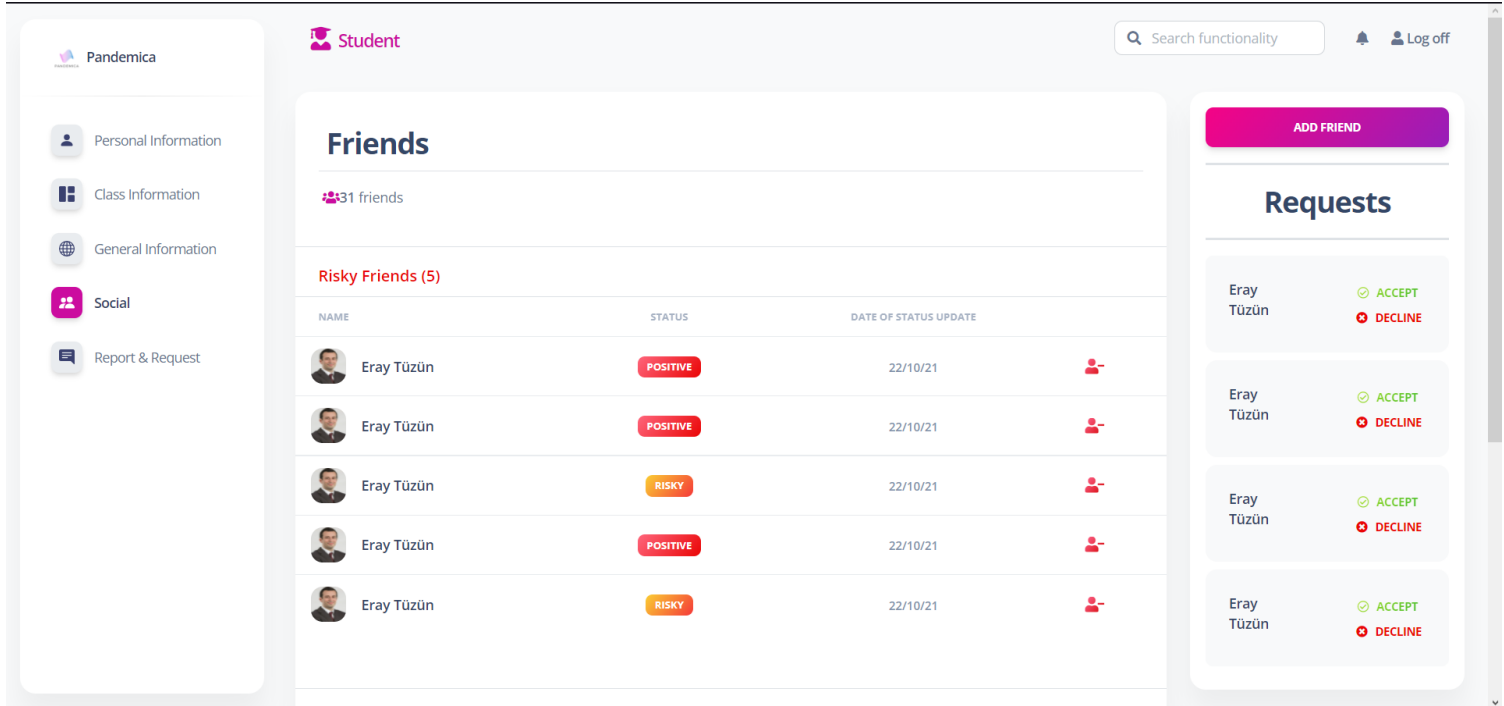 Pandemica
Personal Information
Class Information
General Information
Social
Report & Request
Student
Search functionality
Log off
Friends
31 friends
Risky Friends (5)
NAME STATUS DATE OF STATUS UPDATE
Eray Tüzün POSITIVE 22/10/21
Eray Tüzün POSITIVE 22/10/21
Eray Tüzün RISKY 22/10/21
Eray Tüzün POSITIVE 22/10/21
Eray Tüzün RISKY 22/10/21
ADD FRIEND
Requests
Eray
Tüzün
ACCEPT
DECLINE
Eray
Tüzün
ACCEPT
DECLINE
Eray
Tüzün
ACCEPT
DECLINE
Eray
Tüzün
ACCEPT
DECLINE